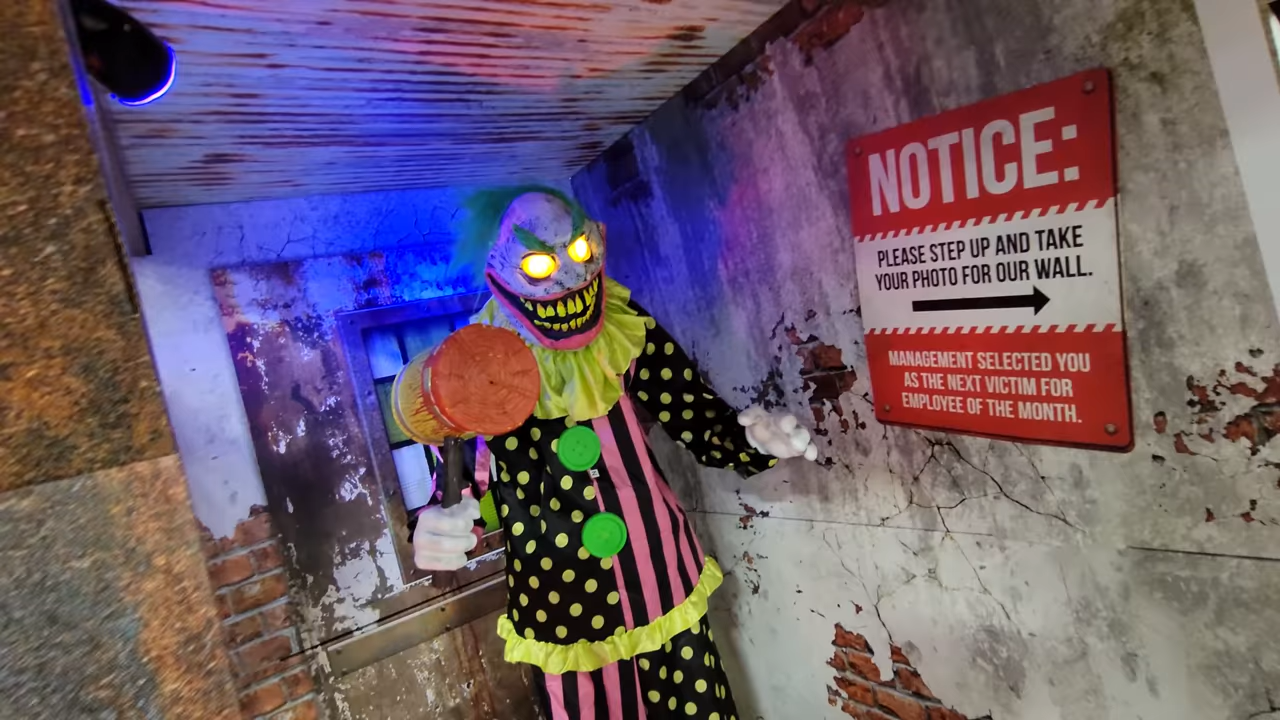 NOTICE:
PLEASE STEP UP AND TAKE
YOUR PHOTO FOR OUR WALL.
MANAGEMENT SELECTED YOU
AS THE NEXT VICTIM FOR
EMPLOYEE OF THE MONTH.